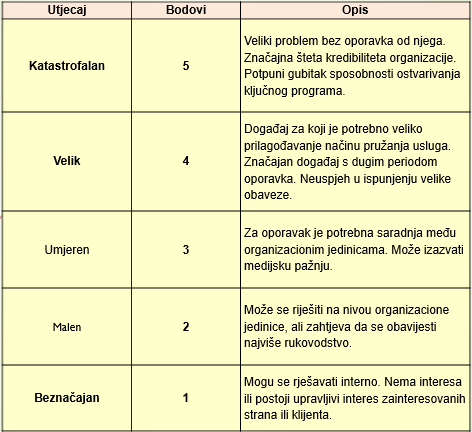 Utjecaj Bodovi Opis
Katastrofalan 5
Veliki problem bez oporavka od njega.
Značajna šteta kredibiliteta organizacije.
Potpuni gubitak sposobnosti ostvarivanja
ključnog programa.
Velik 4
Događaj za koji je potrebno veliko
prilagođavanje načinu pružanja usluga.
Značajan događaj s dugim periodom
oporavka. Neuspjeh u ispunjenju velike
obaveze.
Umjeren 3
Za oporavak je potrebna saradnja među
organizacionim jedinicama. Može izazvati
medijsku pažnju.
Malen 2
Može se riješiti na nivou organizacione
jedinice, ali zahtjeva da se obavijesti
najviše rukovodstvo.
Beznačajan 1
Mogu se rješavati interno. Nema interesa
ili postoji upravljivi interes zainteresovanih
strana ili klijenta.